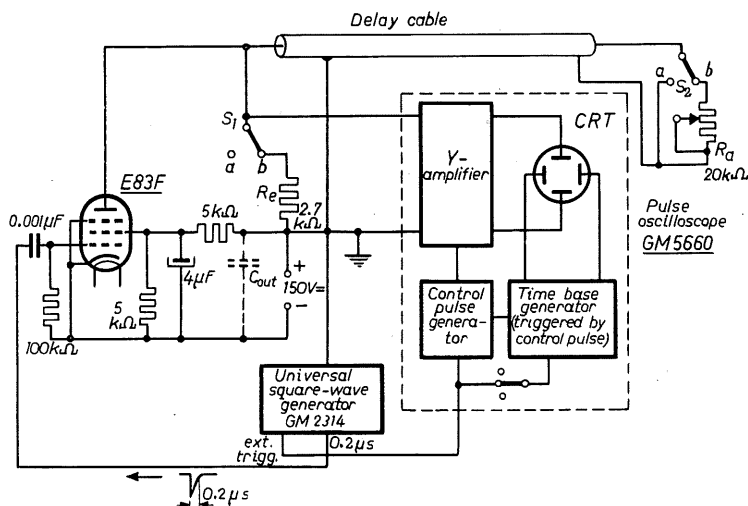 Delay cable
a
S2
b
Ra
20kΩ
CRT
S1
a
b
Re
2.7
kΩ
Y-
amplifier
E83F
0.001μF
5kΩ
4μF
Cout
+
150V=
-
5
kΩ
100kΩ
Pulse
oscilloscope
GM5660
Control
pulse
genera-
tor
Time base
generator
(triggered by
control pulse)
Universal
square-wave
generator
GM 2314
ext.
trigg.
0.2μs
0.2μs